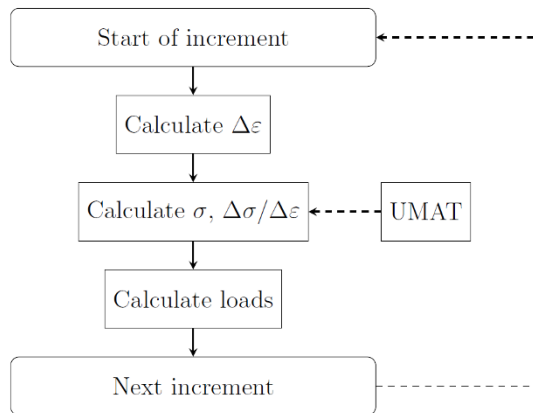 Start of increment
Calculate Δε
Calculate σ, Δσ/Δε
UMAT
Calculate loads
Next increment